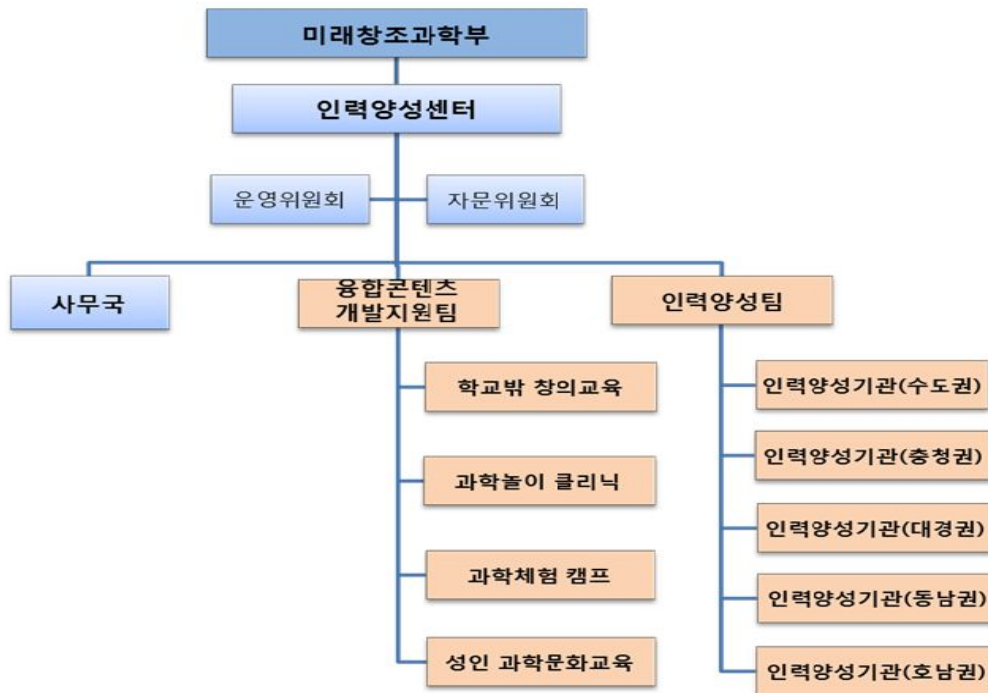 미래창조과학부
인력양성센터
운영위원회
자문위원회
사무국
융합콘텐츠
개발지원팀
인력양성팀
학교밖 창의교육
과학놀이 클리닉
과학체험 캠프
성인 과학문화교육
인력양성기관(수도권)
인력양성기관(충청권)
인력양성기관(대경권)
인력양성기관(동남권)
인력양성기관(호남권)